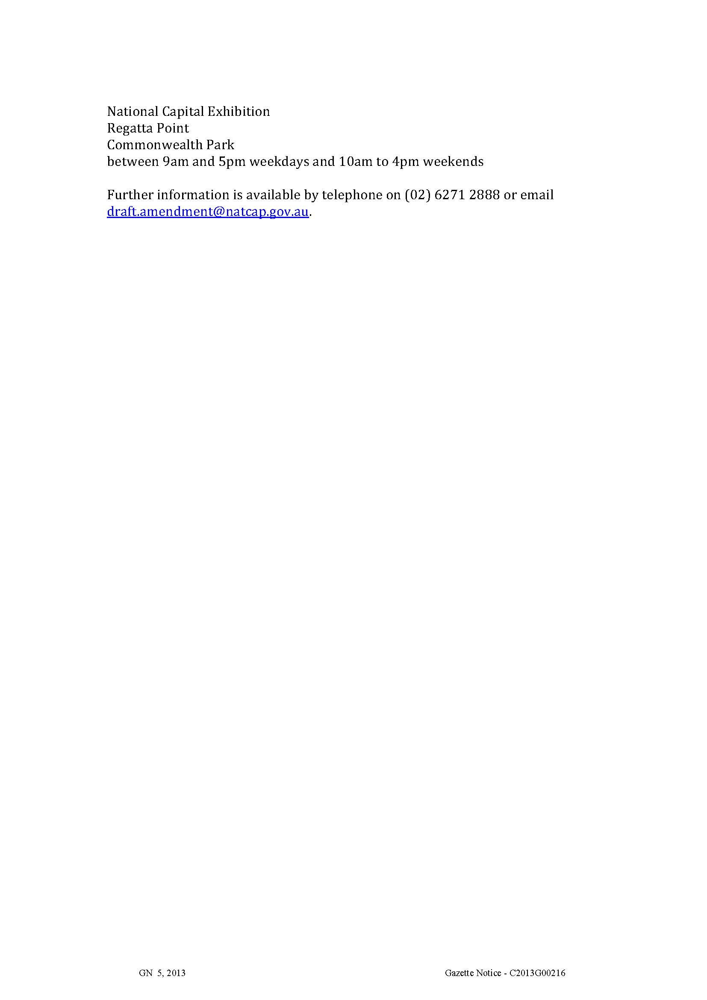 National Capital Exhibition
Regatta Point
Commonwealth Park
between 9am and 5pm weekdays and 10am to 4pm weekends
Further information is available by telephone on (02) 6271 2888 or email
draft.amendment@natcap.gov.au.
GN 5, 2013
Gazette Notice - C2013G00216